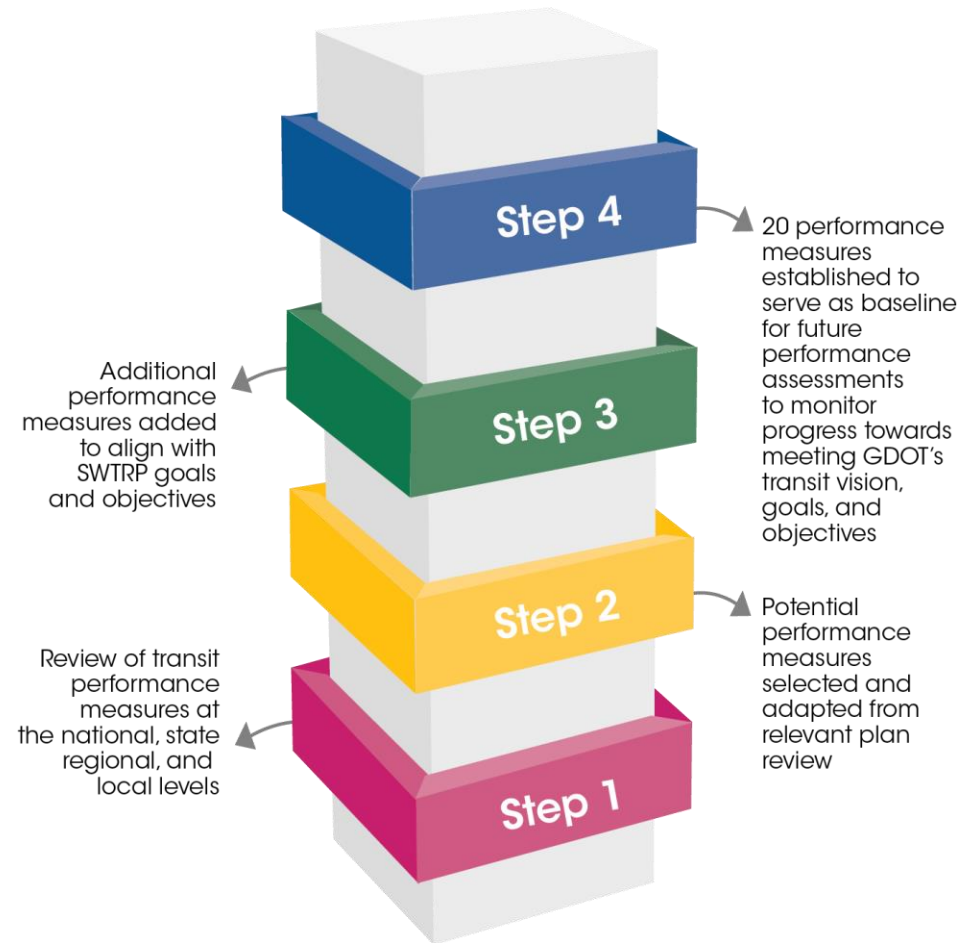 Step 4
20 performance
measures
established to
serve as baseline
for future
performance
assessments
to monitor
progress towards
meeting GDOT's
transit vision,
goals, and
objectives
Step 3
Additional
performance
measures added
to align with
SWTRP goals
and objectives
Step 2
Potential
performance
measures
selected and
adapted from
relevant plan
review
Step 1
Review of transit
performance
measures at
the national, state
regional, and
local levels